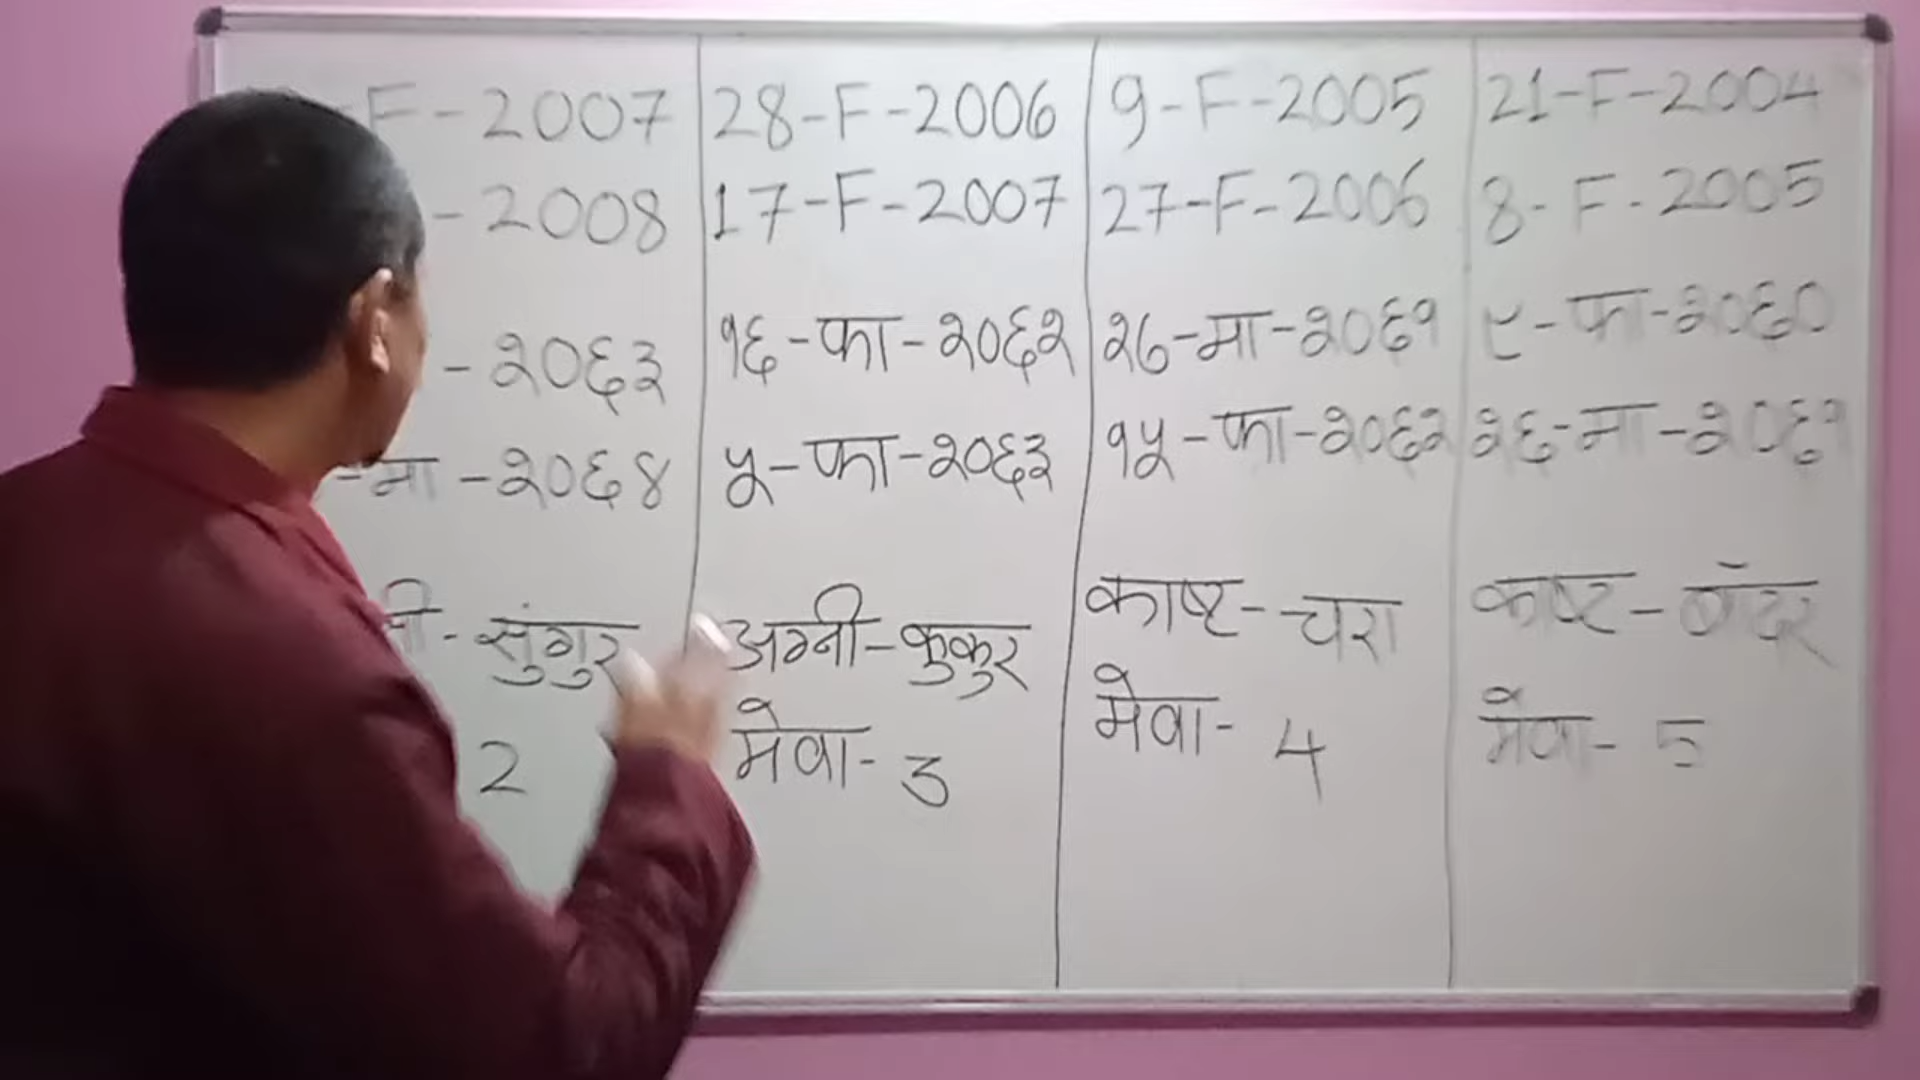 F-2007
-2008
-२०६३
-मा-२०६४
सुंगुर
2
28-F-2006
17-F-2007
१६-फा-२०६२
५-फा-२०६३
अग्नी-कुकुर
मेवा- 3
9-F-2005
27-F-2006
२७-मा-२०६१
१५-फा-२०६२
काष्ट-चरा
मेवा- 4
21-F-2004
8-F-2005
९-फा-२०६०
२६-मा-२०६१
काष्ट-बाँदर
मेवा- 5